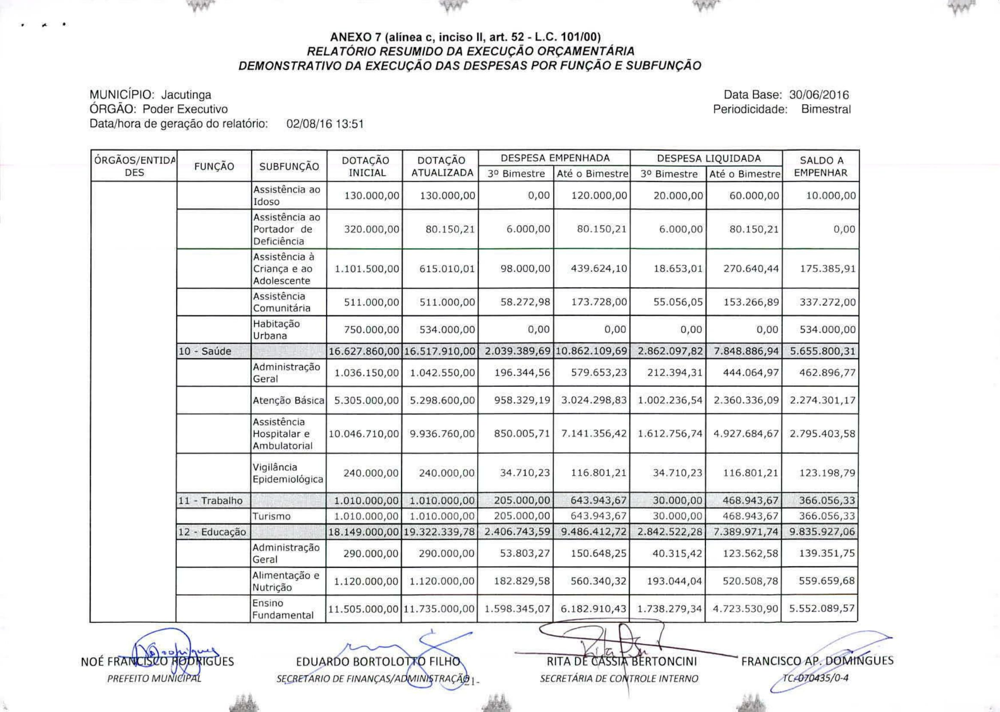 ANEXO 7 (alínea c, inciso II, art. 52 - L.C. 101/00)
RELATÓRIO RESUMIDO DA EXECUÇÃO ORÇAMENTÁRIA
DEMONSTRATIVO DA EXECUÇÃO DAS DESPESAS POR FUNÇÃO E SUBFUNÇÃO
MUNICÍPIO: Jacutinga
ÓRGÃO: Poder Executivo
Data/hora de geração do relatório: 02/08/16 13:51
Data Base: 30/06/2016
Periodicidade: Bimestral
ÓRGÃOS/ENTIDA
DES
FUNÇÃO
SUBFUNÇÃO
DOTAÇÃO
INICIAL
DOTAÇÃO
ATUALIZADA
DESPESA EMPENHADA
3º Bimestre Até o Bimestre
DESPESA LIQUIDADA
3º Bimestre Até o Bimestre
SALDO A
EMPENHAR
Assistência ao
Idoso
130.000,00 130.000,00 0,00 120.000,00 20.000,00 60.000,00 10.000,00
Assistência ao
Portador de
Deficiência
320.000,00 80.150,21 6.000,00 80.150,21 6.000,00 80.150,21 0,00
Assistência à
Criança e ao
Adolescente
1.101.500,00 615.010,01 98.000,00 439.624,10 18.653,01 270.640,44 175.385,91
Assistência
Comunitária
511.000,00 511.000,00 58.272,98 173.728,00 55.056,05 153.266,89 337.272,00
Habitação
Urbana
750.000,00 534.000,00 0,00 0,00 0,00 0,00 534.000,00
10 - Saúde 16.627.860,00 16.517.910,00 2.039.389,69 10.862.109,69 2.862.097,82 7.848.886,94 5.655.800,31
Administração
Geral
1.036.150,00 1.042.550,00 196.344,56 579.653,23 212.394,31 444.064,97 462.896,77
Atenção Básica 5.305.000,00 5.298.600,00 958.329,19 3.024.298,83 1.002.236,54 2.360.336,09 2.274.301,17
Assistência
Hospitalar e
Ambulatorial
10.046.710,00 9.936.760,00 850.005,71 7.141.356,42 1.612.756,74 4.927.684,67 2.795.403,58
Vigilância
Epidemiológica
240.000,00 240.000,00 34.710,23 116.801,21 34.710,23 116.801,21 123.198,79
11 - Trabalho 1.010.000,00 1.010.000,00 205.000,00 643.943,67 30.000,00 468.943,67 366.056,33
Turismo 1.010.000,00 1.010.000,00 205.000,00 643.943,67 30.000,00 468.943,67 366.056,33
12 - Educação 18.149.000,00 19.322.339,78 2.406.743,59 9.486.412,72 2.842.522,28 7.389.971,74 9.835.927,06
Administração
Geral
290.000,00 290.000,00 53.803,27 150.648,25 40.315,42 123.562,58 139.351,75
Alimentação e
Nutrição
1.120.000,00 1.120.000,00 182.829,58 560.340,32 193.044,04 520.508,78 559.659,68
Ensino
Fundamental
11.505.000,00 11.735.000,00 1.598.345,07 6.182.910,43 1.738.279,34 4.723.530,90 5.552.089,57
NOÉ FRANCISCO RODRIGUES
PREFEITO MUNICIPAL
EDUARDO BORTOLOTTO FILHO
SECRETARIO DE FINANÇAS/ADMINISTRAÇÃO
21-
RITA DE CÁSSIA BERTONCINI
SECRETÁRIA DE CONTROLE INTERNO
FRANCISCO AP. DOMINGUES
TC. 070435/0-4